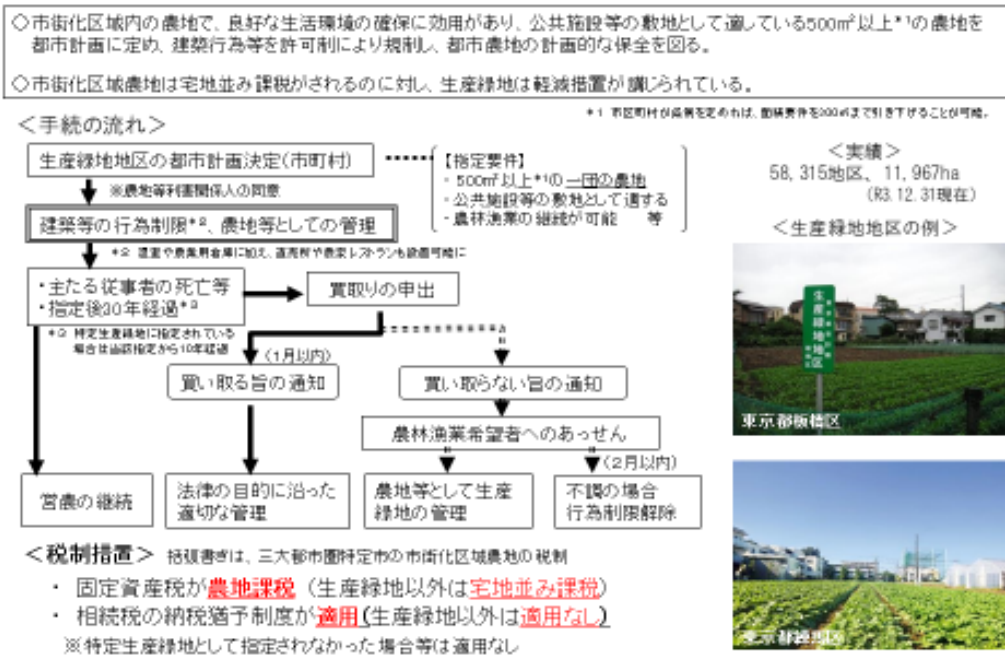 ◇市街化区域内の農地で、良好な生活環境の確保に効用があり、公共施設等の敷地として適している500㎡以上*¹の農地を
都市計画に定め、建築行為等を許可制により規制し、都市農地の計画的な保全を図る。
◇市街化区域農地は宅地並み課税がされるのに対し、生産緑地は軽減措置が講じられている。
*1 市区町村が条例を定めれば、面積要件を300㎡まで引き下げることが可能。
＜手続の流れ＞
生産緑地地区の都市計画決定(市町村)
※農地等利害関係人の同意
建築等の行為制限*²、農地等としての管理
*2 温室や農業用倉庫に加え、直売所や農家レストランも設置可能に
・主たる従事者の死亡等
・指定後30年経過*³
*3 特定生産緑地に指定されている
場合は当該指定から10年経過
【指定要件】
・500㎡以上*¹の一団の農地
・公共施設等の敷地として適する
・農林漁業の継続が可能 等
買取りの申出
(1月以内)
買い取る旨の通知
買い取らない旨の通知
農林漁業希望者へのあっせん
(2月以内)
営農の継続
法律の目的に沿った
適切な管理
農地等として生産
緑地の管理
不調の場合
行為制限解除
＜実績＞
58,315地区、11,967ha
(R3.12.31現在)
＜生産緑地地区の例＞
生産緑地地区
東京都板橋区
東京都練馬区
＜税制措置＞ 括弧書きは、三大都市圏特定市の市街化区域農地の税制
・ 固定資産税が農地課税 (生産緑地以外は宅地並み課税)
・ 相続税の納税猶予制度が適用(生産緑地以外は適用なし)
※特定生産緑地として指定されなかった場合等は適用なし